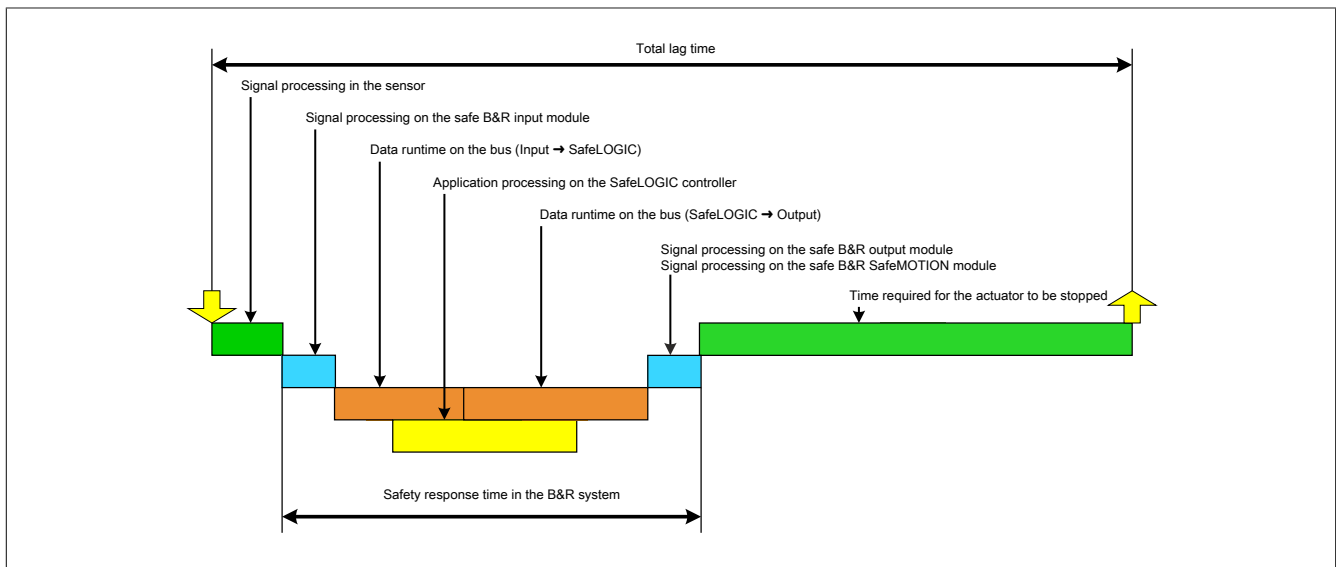 Total lag time
Signal processing in the sensor
Signal processing on the safe B&R input module
Data runtime on the bus (Input → SafeLOGIC)
Application processing on the SafeLOGIC controller
Data runtime on the bus (SafeLOGIC → Output)
Signal processing on the safe B&R output module
Signal processing on the safe B&R SafeMOTION module
Time required for the actuator to be stopped
Safety response time in the B&R system